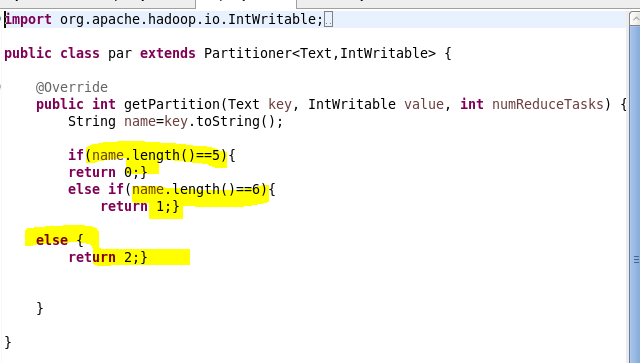 import org.apache.hadoop.io.IntWritable;
public class par extends Partitioner<Text,IntWritable> {
@Override
public int getPartition(Text key, IntWritable value, int numReduceTasks) {
String name=key.toString();
if(name.length()==5){
return 0;}
else if(name.length()==6){
return 1;}
else {
return 2;}
}
}